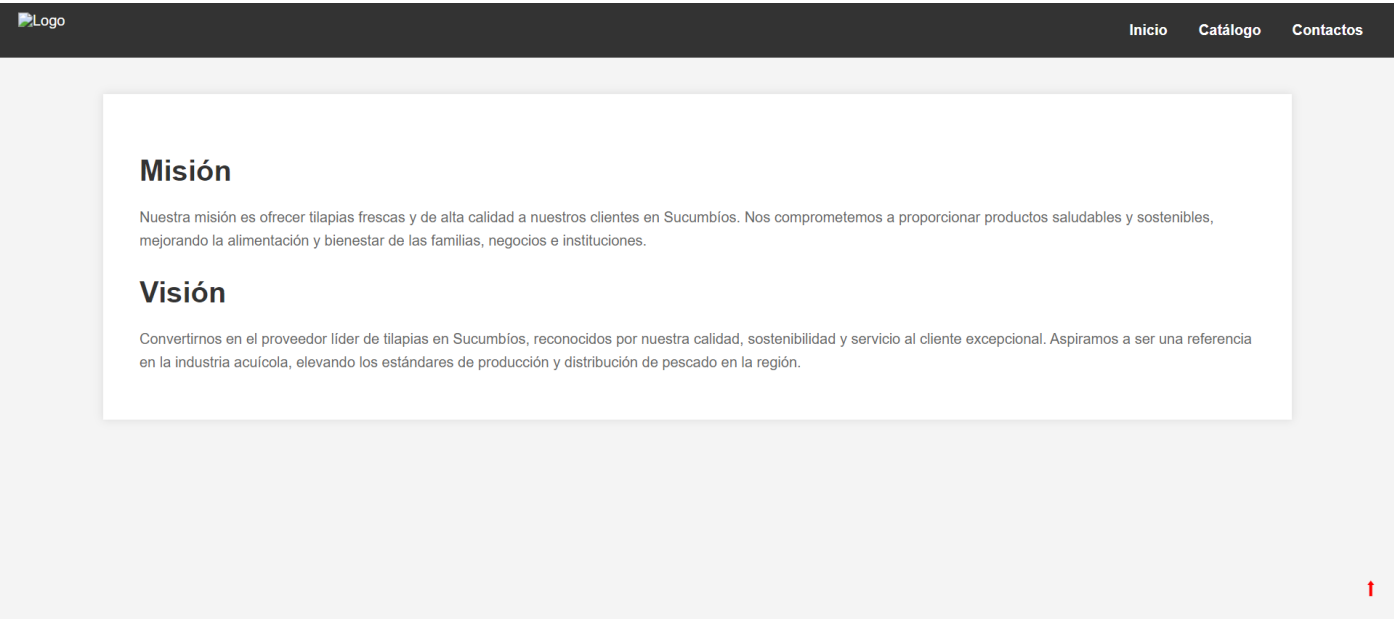 Logo
Inicio Catálogo Contactos
Misión
Nuestra misión es ofrecer tilapias frescas y de alta calidad a nuestros clientes en Sucumbíos. Nos comprometemos a proporcionar productos saludables y sostenibles,
mejorando la alimentación y bienestar de las familias, negocios e instituciones.
Visión
Convertirnos en el proveedor líder de tilapias en Sucumbíos, reconocidos por nuestra calidad, sostenibilidad y servicio al cliente excepcional. Aspiramos a ser una referencia
en la industria acuícola, elevando los estándares de producción y distribución de pescado en la región.